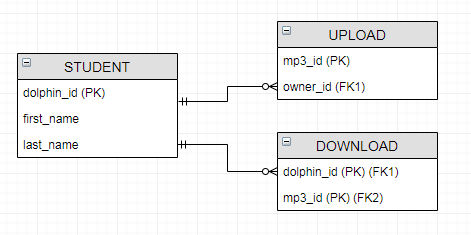 STUDENT
dolphin_id (PK)
first_name
last_name
UPLOAD
mp3_id (PK)
owner_id (FK1)
DOWNLOAD
dolphin_id (PK) (FK1)
mp3_id (PK) (FK2)